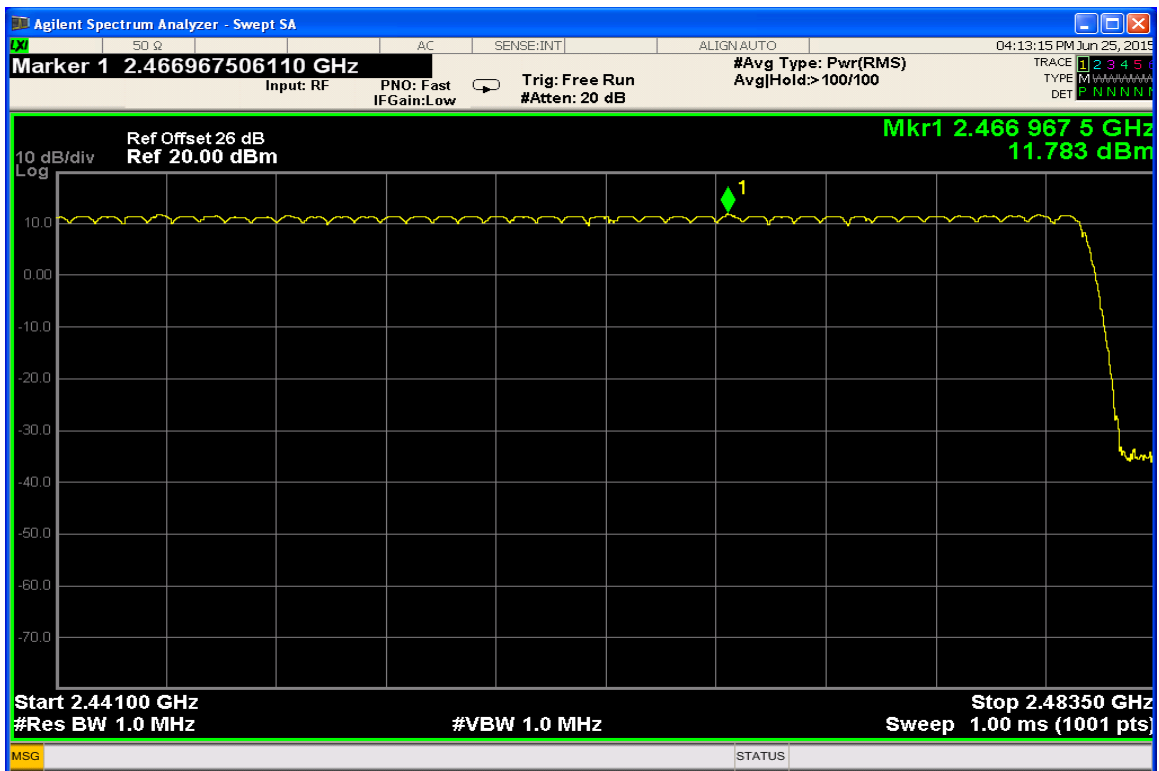 Agilent Spectrum Analyzer - Swept SA
LXI 50 Ω AC SENSE:INT ALIGN AUTO 04:13:15 PM Jun 25, 2015
Marker 1 2.466967506110 GHz
Input: RF
PNO: Fast
IFGain:Low
Trig: Free Run
#Atten: 20 dB
#Avg Type: Pwr(RMS)
Avg|Hold:>100/100
TRACE 1 2 3 4 5 6
TYPE M
DET P N N N N N
Mkr1 2.466 967 5 GHz
11.783 dBm
Ref Offset 26 dB
10 dB/div Ref 20.00 dBm
Log
1
10.0
0.00
-10.0
-20.0
-30.0
-40.0
-50.0
-60.0
-70.0
Start 2.44100 GHz Stop 2.48350 GHz
#Res BW 1.0 MHz #VBW 1.0 MHz Sweep 1.00 ms (1001 pts)
MSG STATUS